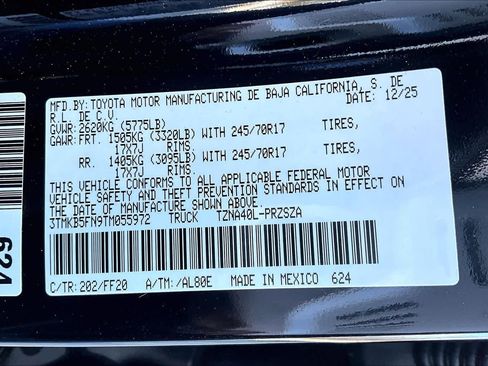 MFD.BY: TOYOTA MOTOR MANUFACTURING DE BAJA CALIFORNIA, S. DE
R.L. DE C.V. DATE: 12/25
GVWR: 2620KG (5775LB)
GAWR: FRT. 1505KG (3320LB) WITH 245/70R17 TIRES,
17X7J RIMS.
RR. 1405KG (3095LB) WITH 245/70R17 TIRES,
17X7J RIMS.
THIS VEHICLE CONFORMS TO ALL APPLICABLE FEDERAL MOTOR
VEHICLE SAFETY AND THEFT PREVENTION STANDARDS IN EFFECT ON
THE DATE OF MANUFACTURE SHOWN ABOVE.
3TMKB5FN9TM055972 TRUCK TZNA40L-PRZSZA
C/TR: 202/FF20 A/TM: /AL80E MADE IN MEXICO 624
624